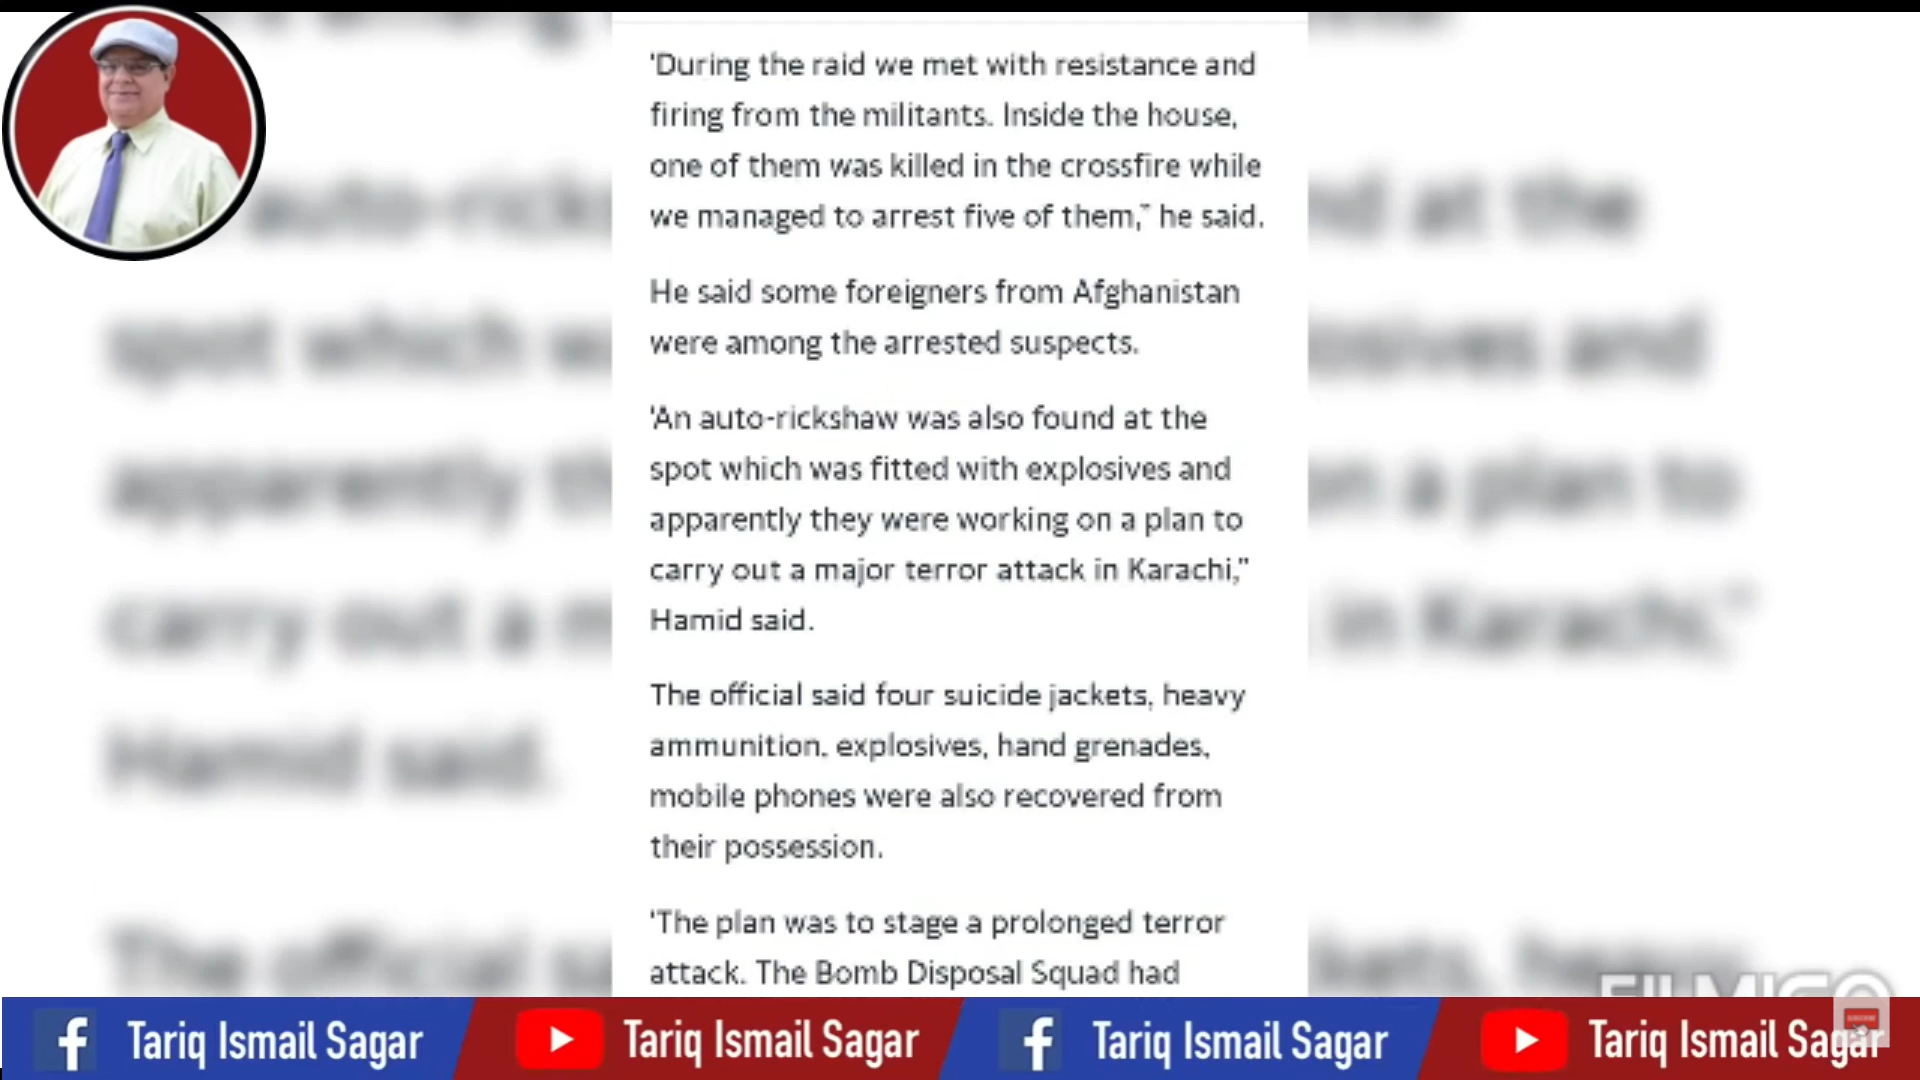 'During the raid we met with resistance and
firing from the militants. Inside the house,
one of them was killed in the crossfire while
we managed to arrest five of them," he said.
He said some foreigners from Afghanistan
were among the arrested suspects.
'An auto-rickshaw was also found at the
spot which was fitted with explosives and
apparently they were working on a plan to
carry out a major terror attack in Karachi,"
Hamid said.
The official said four suicide jackets, heavy
ammunition, explosives, hand grenades,
mobile phones were also recovered from
their possession.
'The plan was to stage a prolonged terror
attack. The Bomb Disposal Squad had
Tariq Ismail Sagar Tariq Ismail Sagar Tariq Ismail Sagar Tariq Ismail Sagar